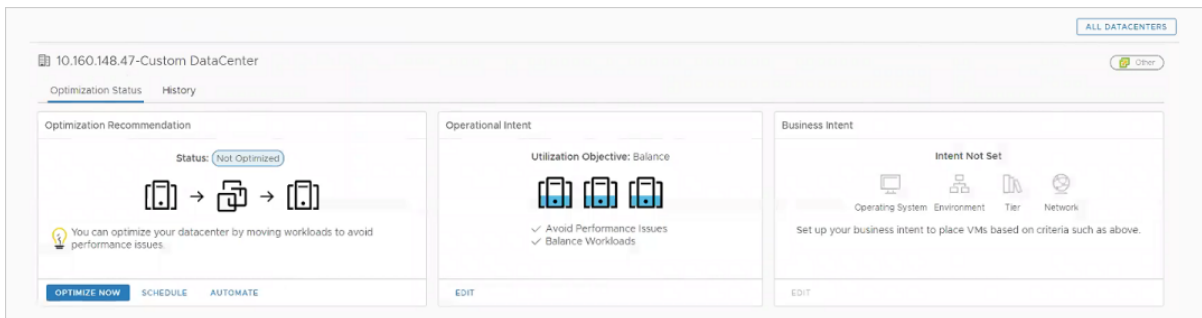 ALL DATACENTERS
10.160.148.47-Custom DataCenter
Other
Optimization Status
History
Optimization Recommendation
Status: Not Optimized
You can optimize your datacenter by moving workloads to avoid
performance issues.
OPTIMIZE NOW
SCHEDULE
AUTOMATE
Operational Intent
Utilization Objective: Balance
Avoid Performance Issues
Balance Workloads
EDIT
Business Intent
Intent Not Set
Operating System
Environment
Tier
Network
Set up your business intent to place VMs based on criteria such as above.
EDIT